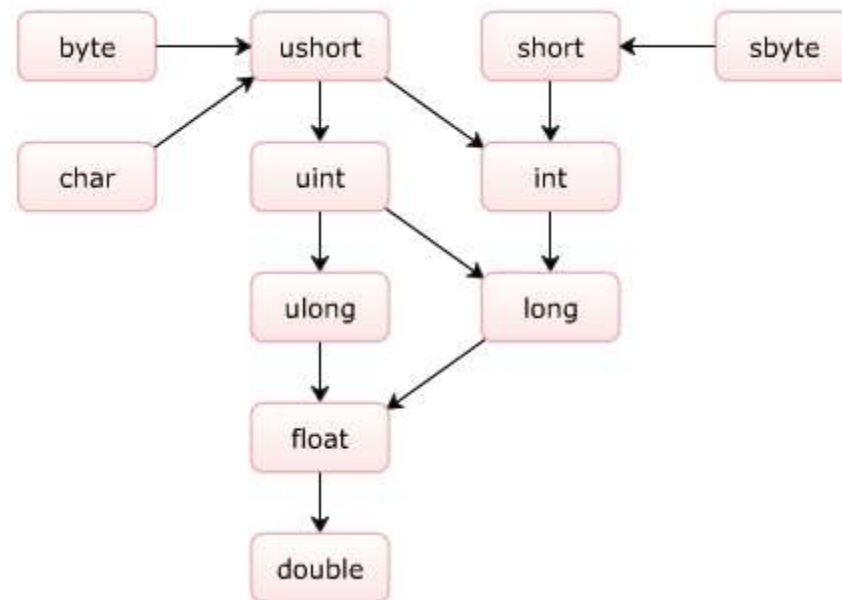 byte
ushort
short
sbyte
char
uint
int
ulong
long
float
double